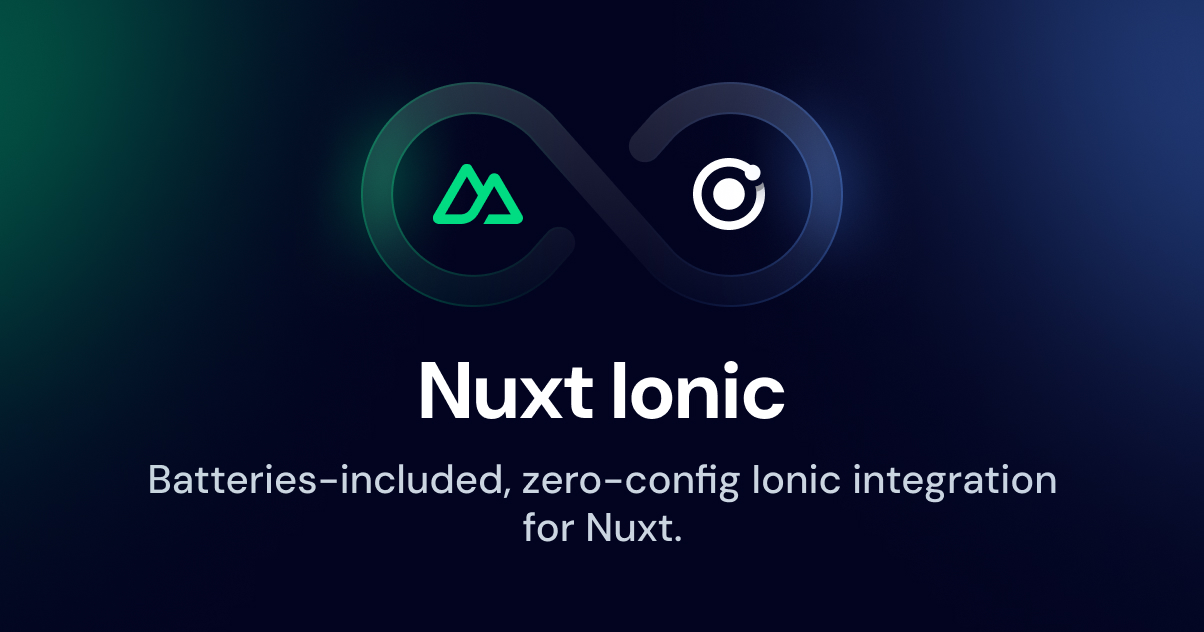 Nuxt Ionic
Batteries-included, zero-config Ionic integration
for Nuxt.